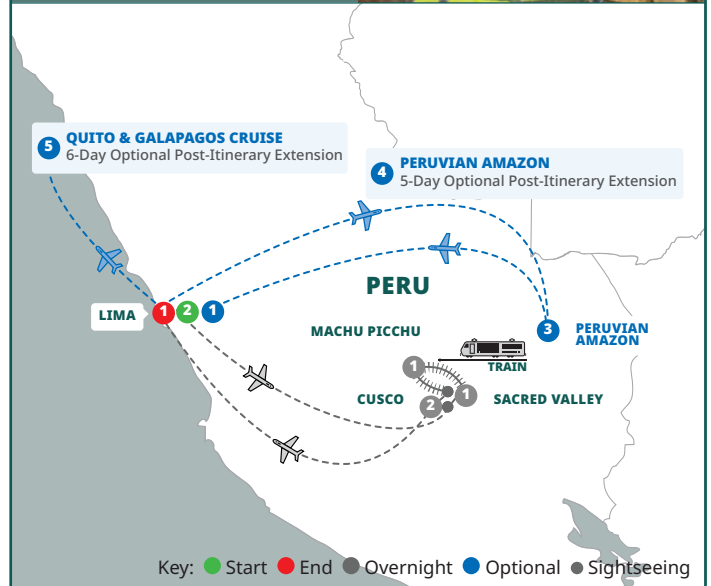 5 QUITO & GALAPAGOS CRUISE
6-Day Optional Post-Itinerary Extension
4 PERUVIAN AMAZON
5-Day Optional Post-Itinerary Extension
PERU
LIMA 1 2 1
MACHU PICCHU
3 PERUVIAN
AMAZON
TRAIN
1
CUSCO 2 1 SACRED VALLEY
Key: Start End Overnight Optional Sightseeing